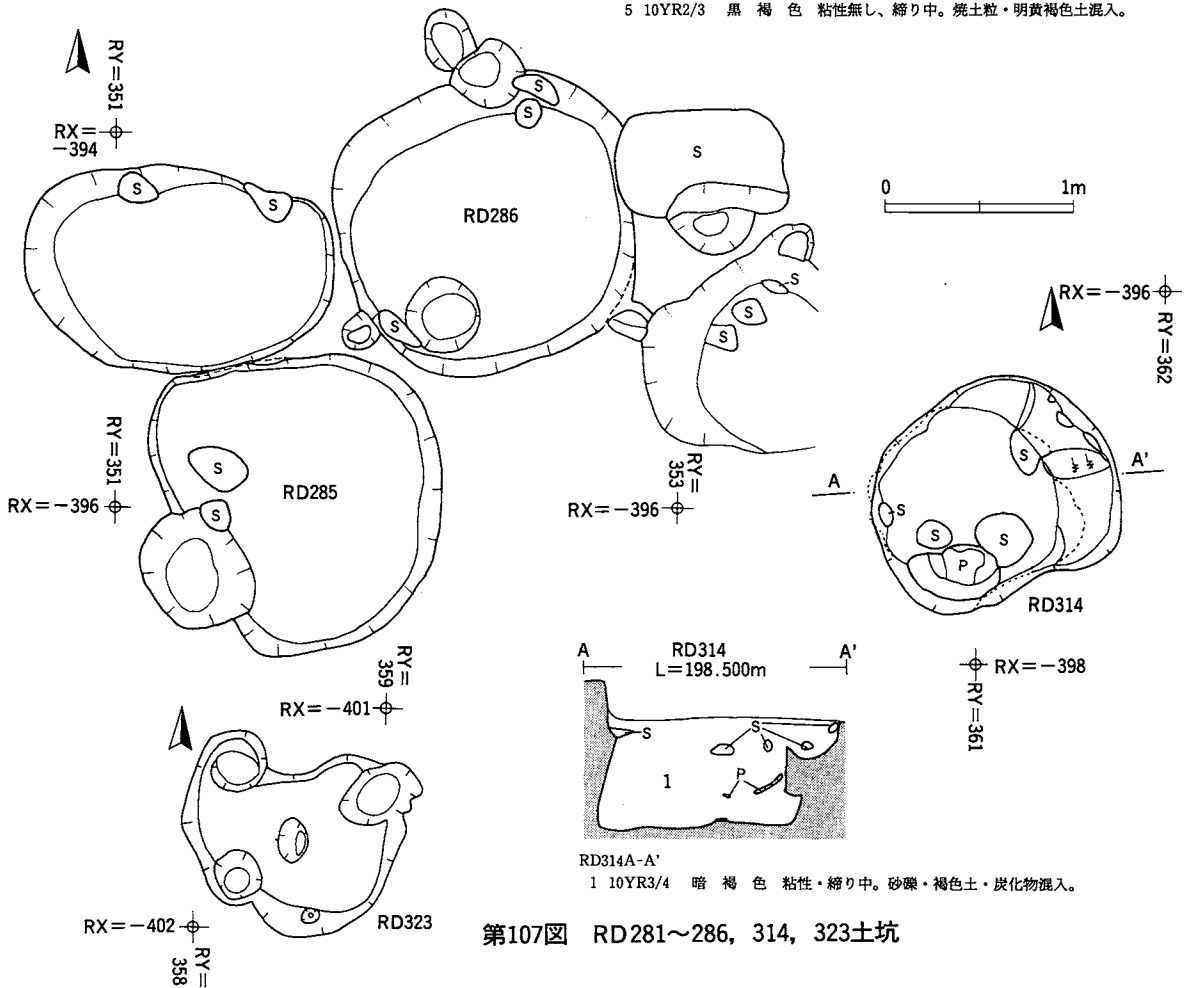 5 10YR2/3 黒 褐 色 粘性無し、締り中。焼土粒・明黄褐色土混入。
RY=351
RX=
-394
S
S
S
S
RD286
S
S
0 1m
S
S
S
RX=-396
RY=362
RY=351
RX=-396
S
S
RD285
RY=
353
RX=-396
A
A'
S
S
S
S
P
RD314
RX=-398
RY=361
RY=
359
RX=-401
A RD314 A'
L=198.500m
S
S
1
P
RX=-402
RY=
358
RD323
RD314A-A'
1 10YR3/4 暗 褐 色 粘性・締り中。砂礫・褐色土・炭化物混入。
第107図 RD281~286, 314, 323土坑